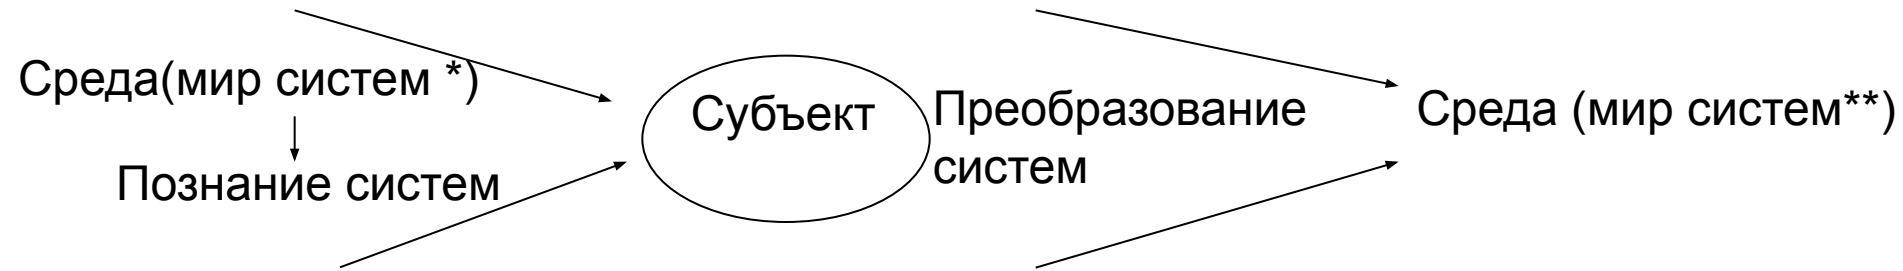 Среда(мир систем *)
Познание систем
Субъект
Преобразование
систем
Среда (мир систем**)